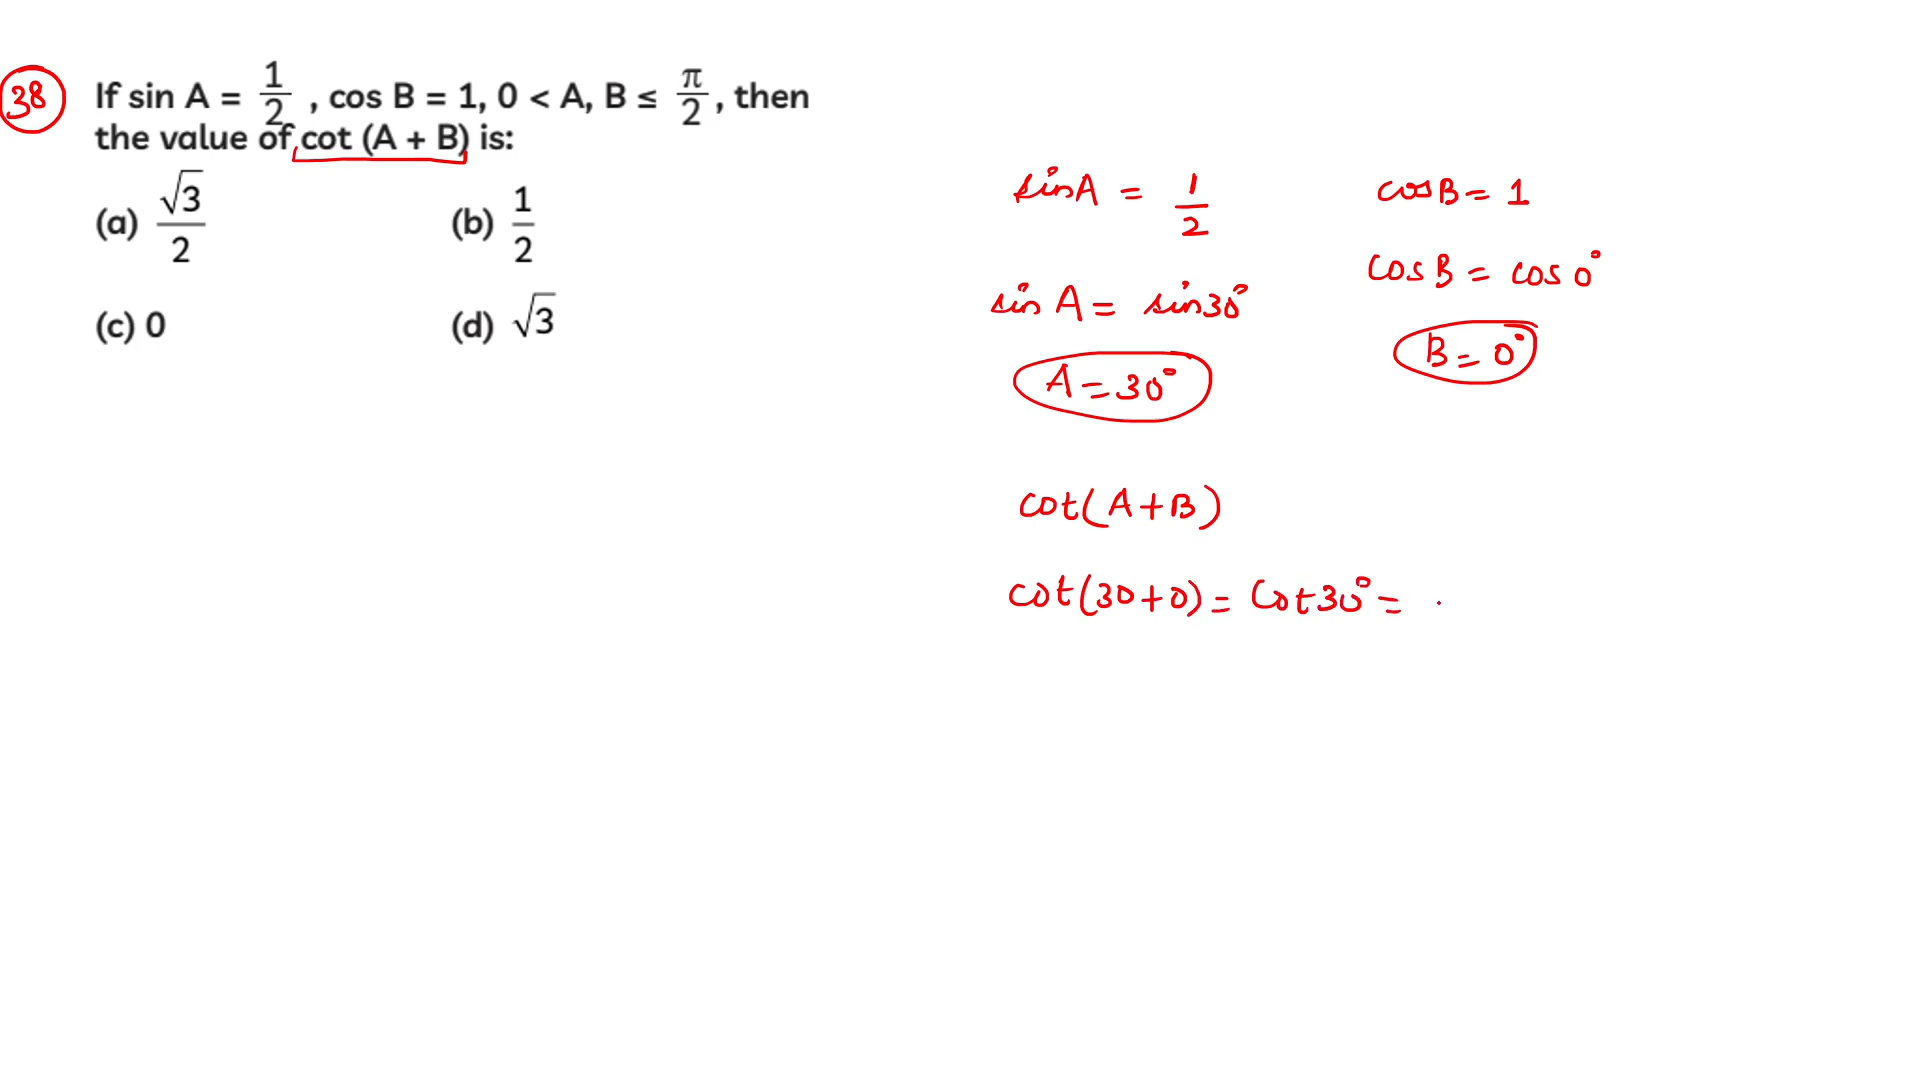 38
If sin A = 1/2 , cos B = 1, 0 < A, B ≤ π/2, then
the value of cot (A + B) is:
(a) √3/2 (b) 1/2
(c) 0 (d) √3
sinA = 1/2 cosB = 1
sin A = sin30° cosB = cos 0°
A = 30° B = 0°
cot(A+B)
cot(30+0) = cot30° =